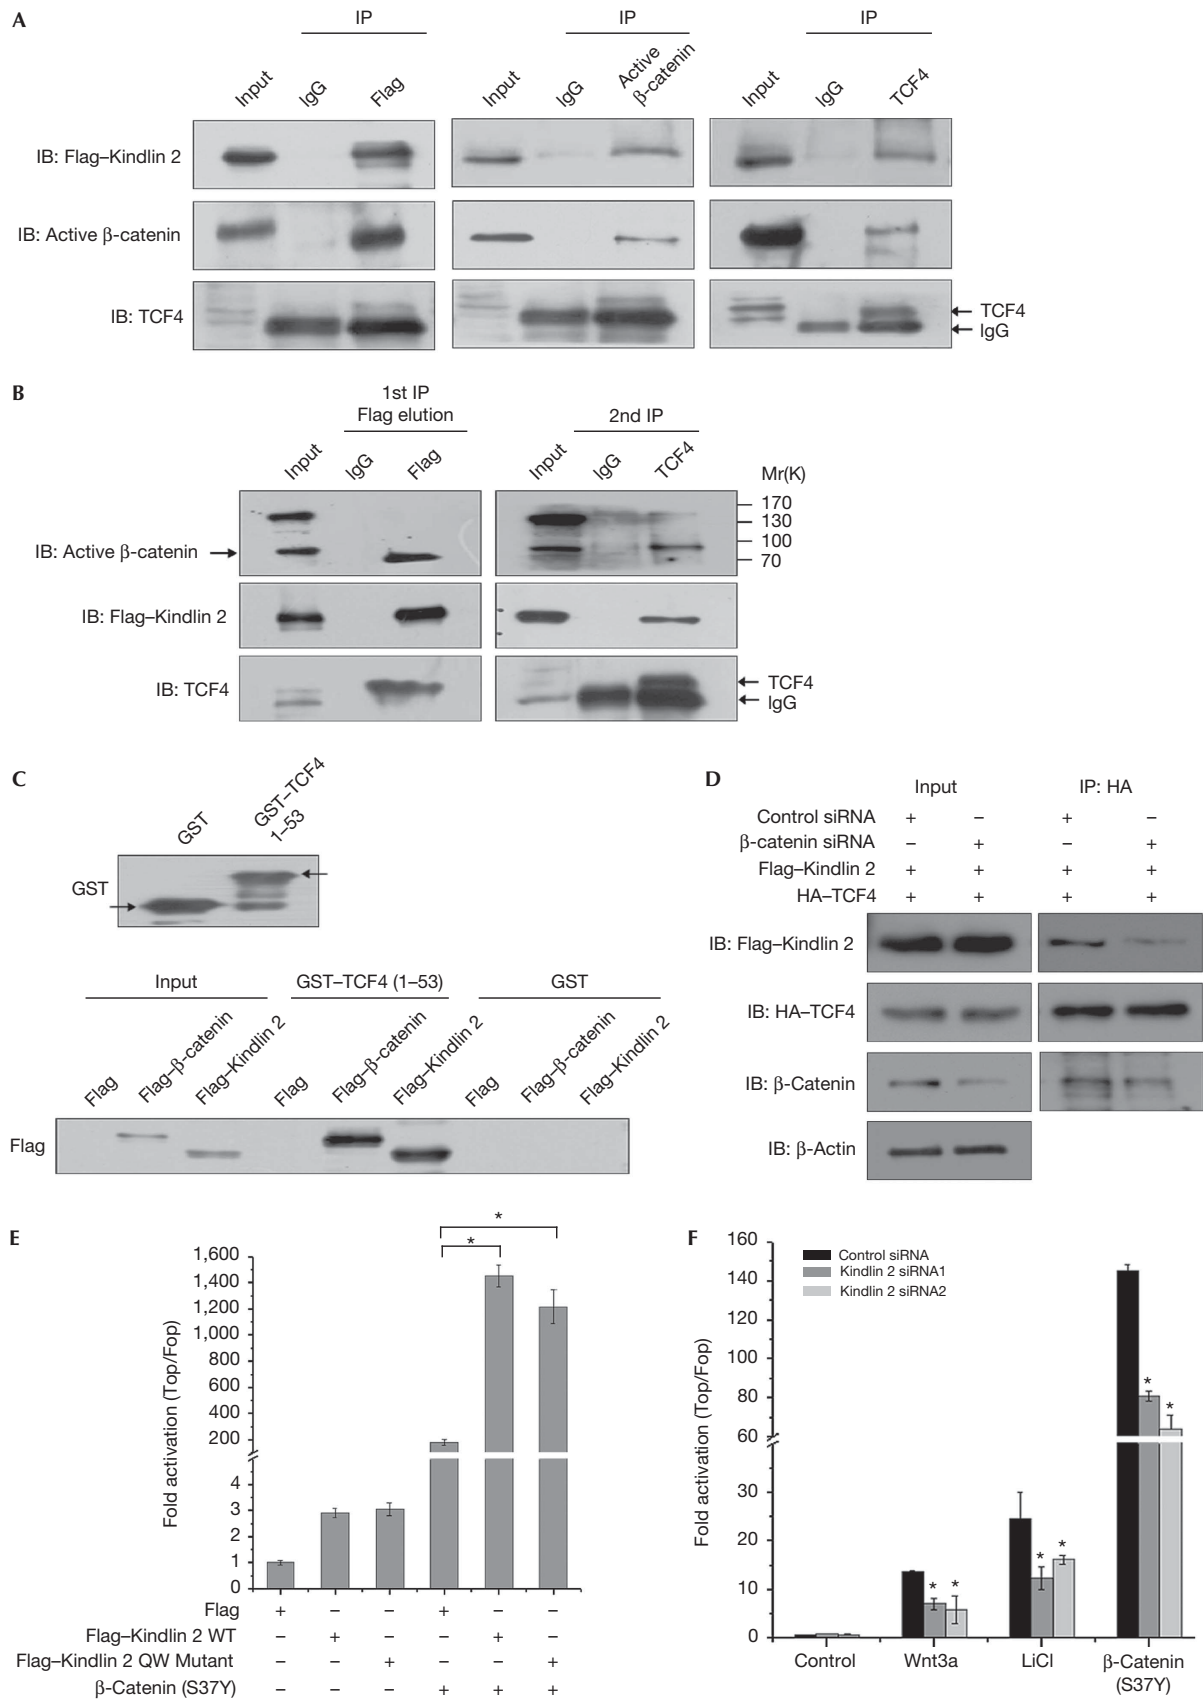 A
IP
IP
IP
Input
IgG
Flag
Input
IgG
Active
β-catenin
Input
IgG
TCF4
IB: Flag–Kindlin 2
IB: Active β-catenin
IB: TCF4
TCF4
IgG
B
1st IP
Flag elution
2nd IP
Input
IgG
Flag
Input
IgG
TCF4
Mr(K)
170
130
100
70
IB: Active β-catenin
IB: Flag–Kindlin 2
IB: TCF4
TCF4
IgG
C
GST
GST–TCF4
1–53
GST
Input
GST–TCF4 (1–53)
GST
Flag
Flag–β-catenin
Flag–Kindlin 2
Flag
Flag–β-catenin
Flag–Kindlin 2
Flag
Flag–β-catenin
Flag–Kindlin 2
Flag
D
Input
IP: HA
Control siRNA + – + –
β-catenin siRNA – + – +
Flag–Kindlin 2 + + + +
HA–TCF4 + + + +
IB: Flag–Kindlin 2
IB: HA–TCF4
IB: β-Catenin
IB: β-Actin
E
Fold activation (Top/Fop)
1,600
1,400
1,200
1,000
800
600
400
200
4
3
2
1
0
*
*
Flag + – – + – –
Flag–Kindlin 2 WT – + – – + –
Flag–Kindlin 2 QW Mutant – – + – – +
β-Catenin (S37Y) – – – + + +
F
Fold activation (Top/Fop)
160
140
120
100
80
60
30
20
10
0
Control siRNA
Kindlin 2 siRNA1
Kindlin 2 siRNA2
* *
* *
* *
Control
Wnt3a
LiCl
β-Catenin
(S37Y)